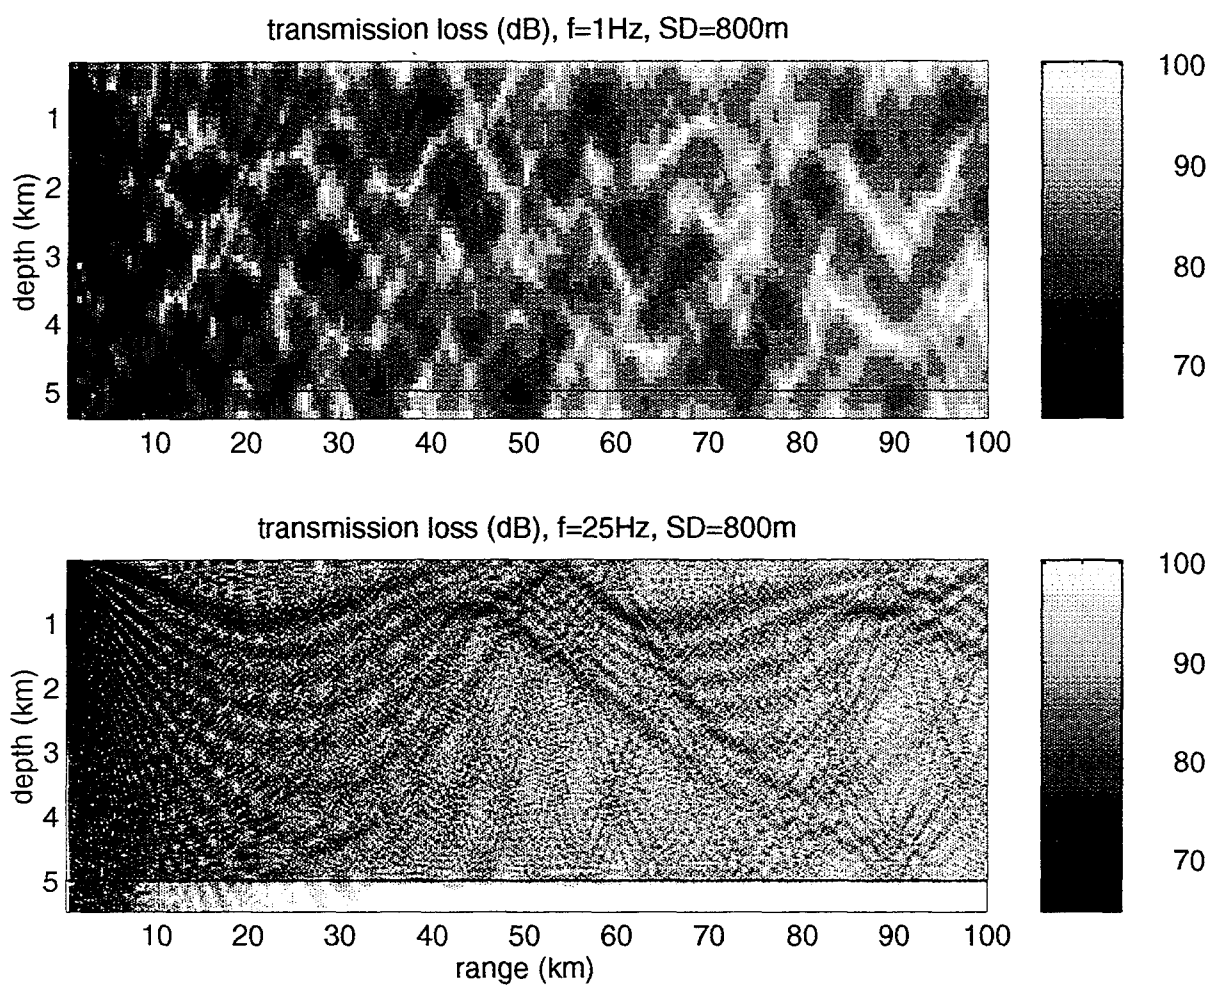 transmission loss (dB), f=1Hz, SD=800m
depth (km)
1
2
3
4
5
10 20 30 40 50 60 70 80 90 100
100
90
80
70
transmission loss (dB), f=25Hz, SD=800m
depth (km)
1
2
3
4
5
10 20 30 40 50 60 70 80 90 100
range (km)
100
90
80
70